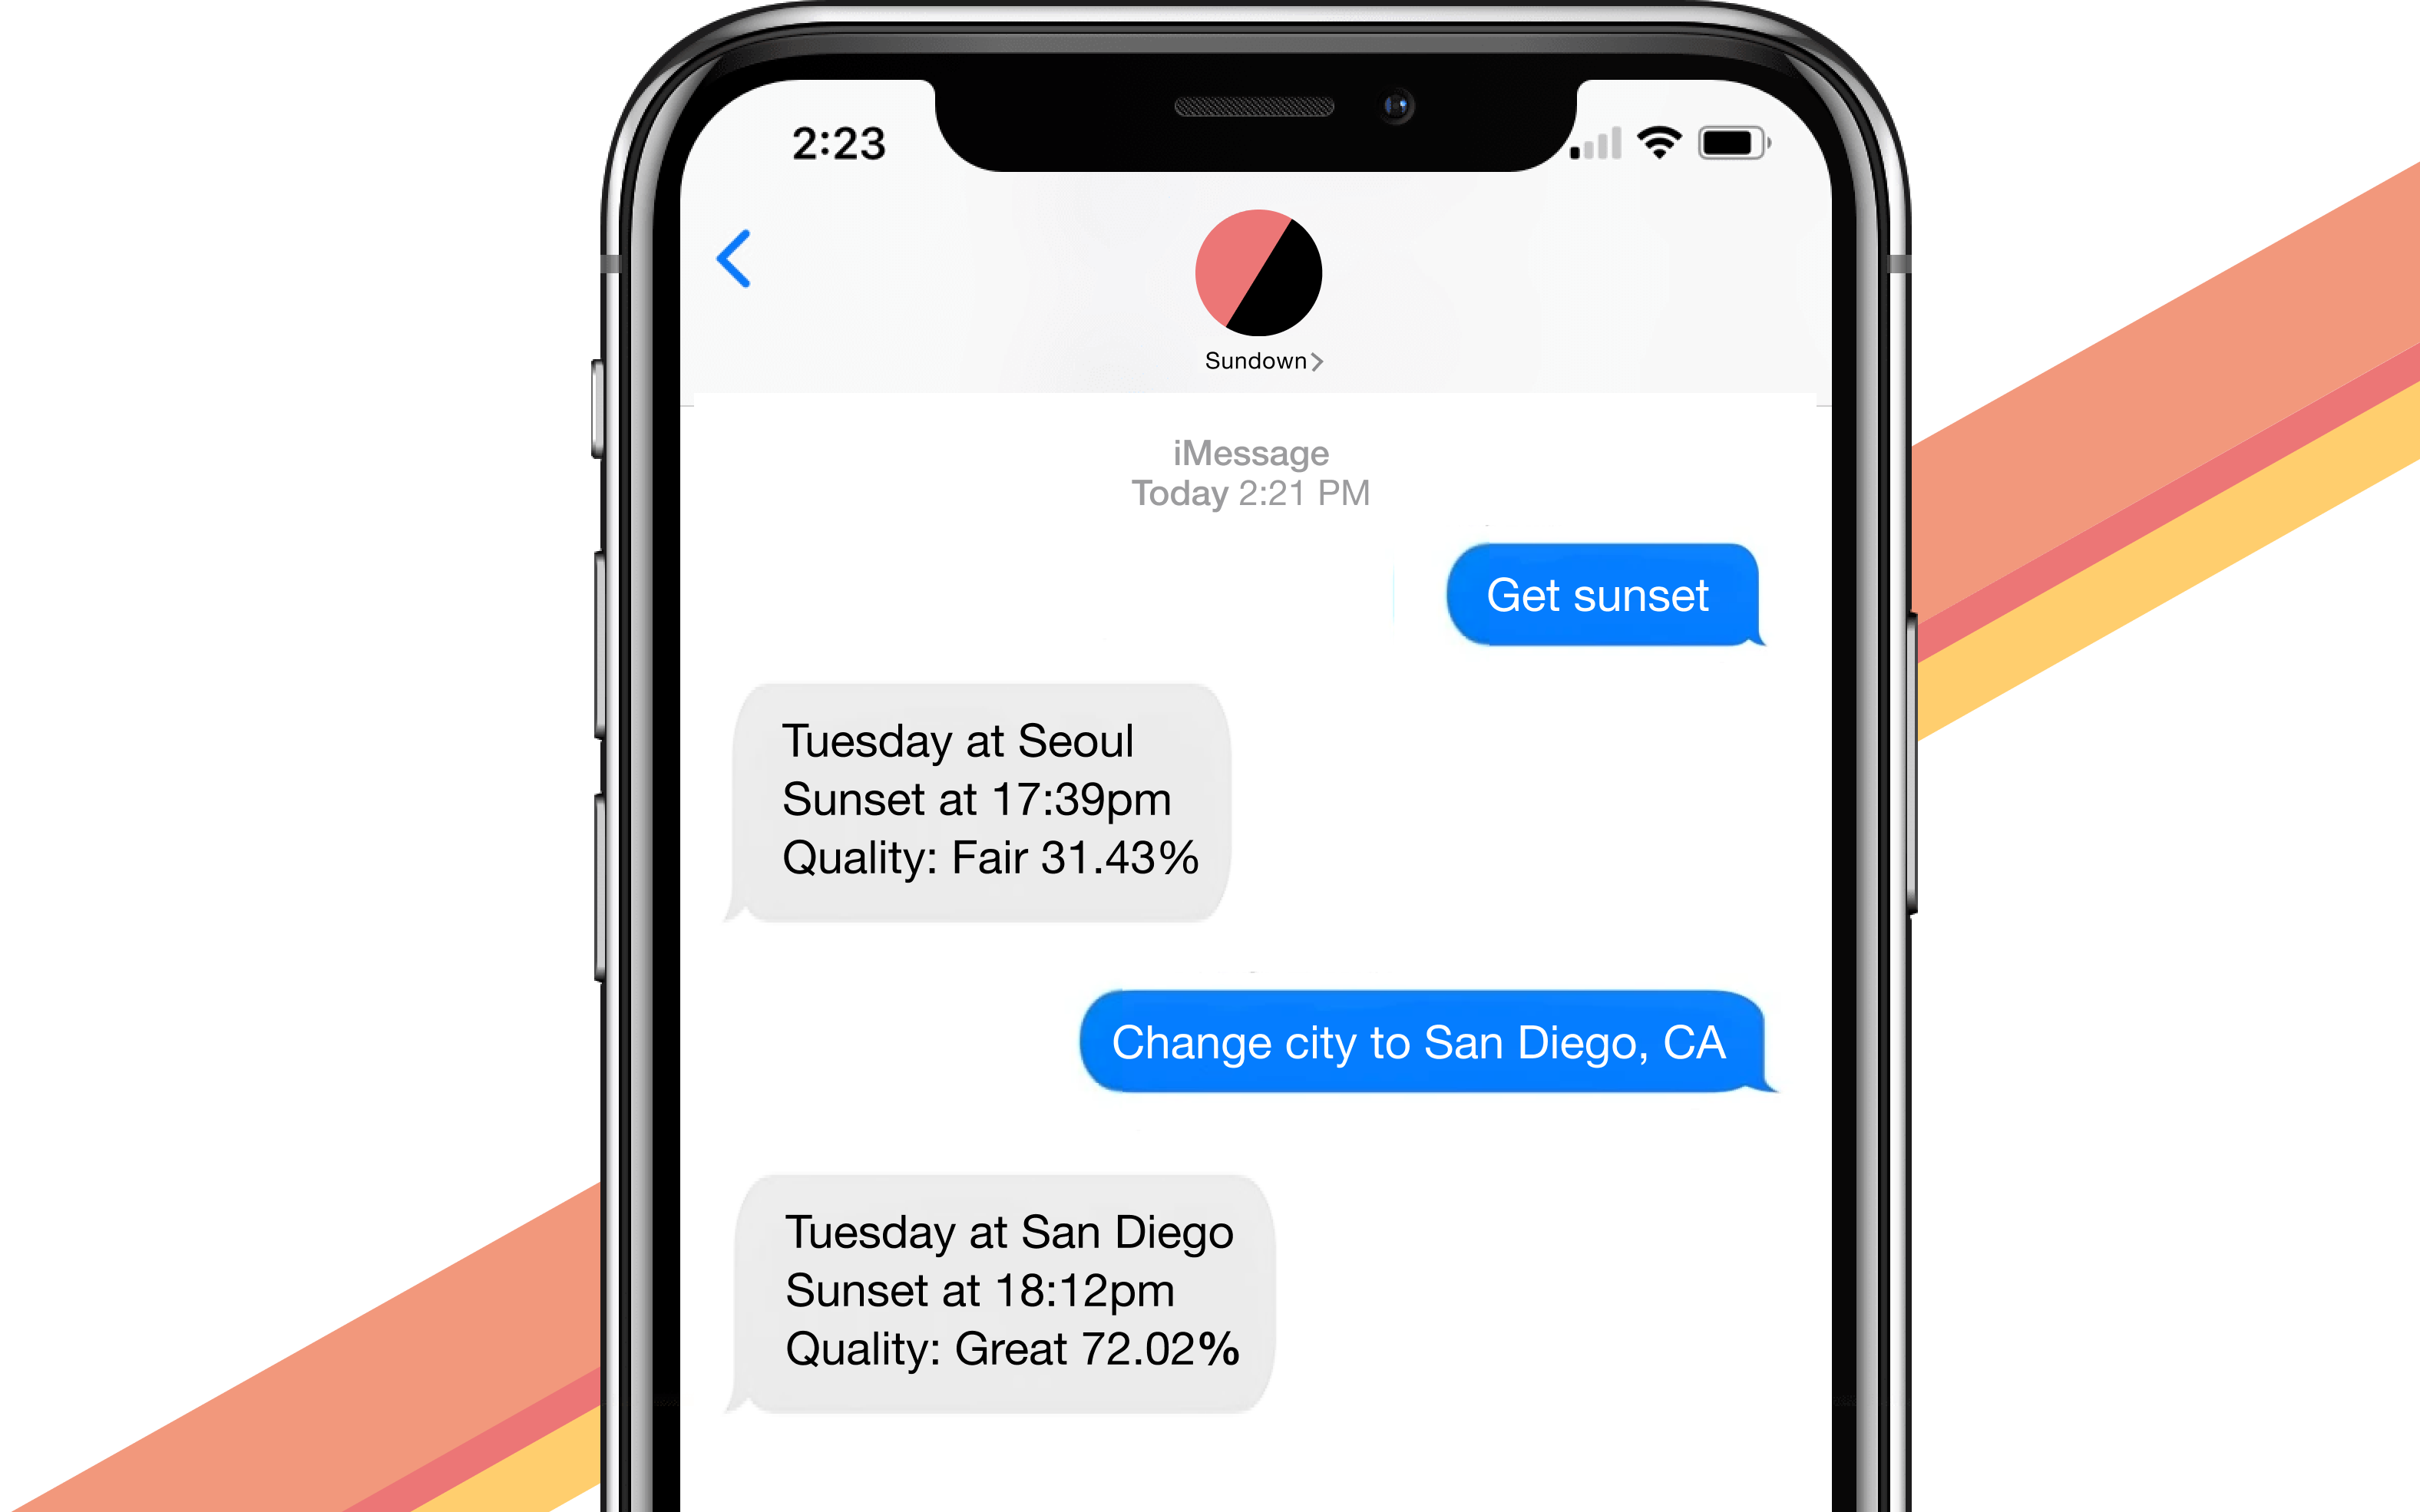 2:23
Sundown
iMessage
Today 2:21 PM
Get sunset
Tuesday at Seoul
Sunset at 17:39pm
Quality: Fair 31.43%
Change city to San Diego, CA
Tuesday at San Diego
Sunset at 18:12pm
Quality: Great 72.02%